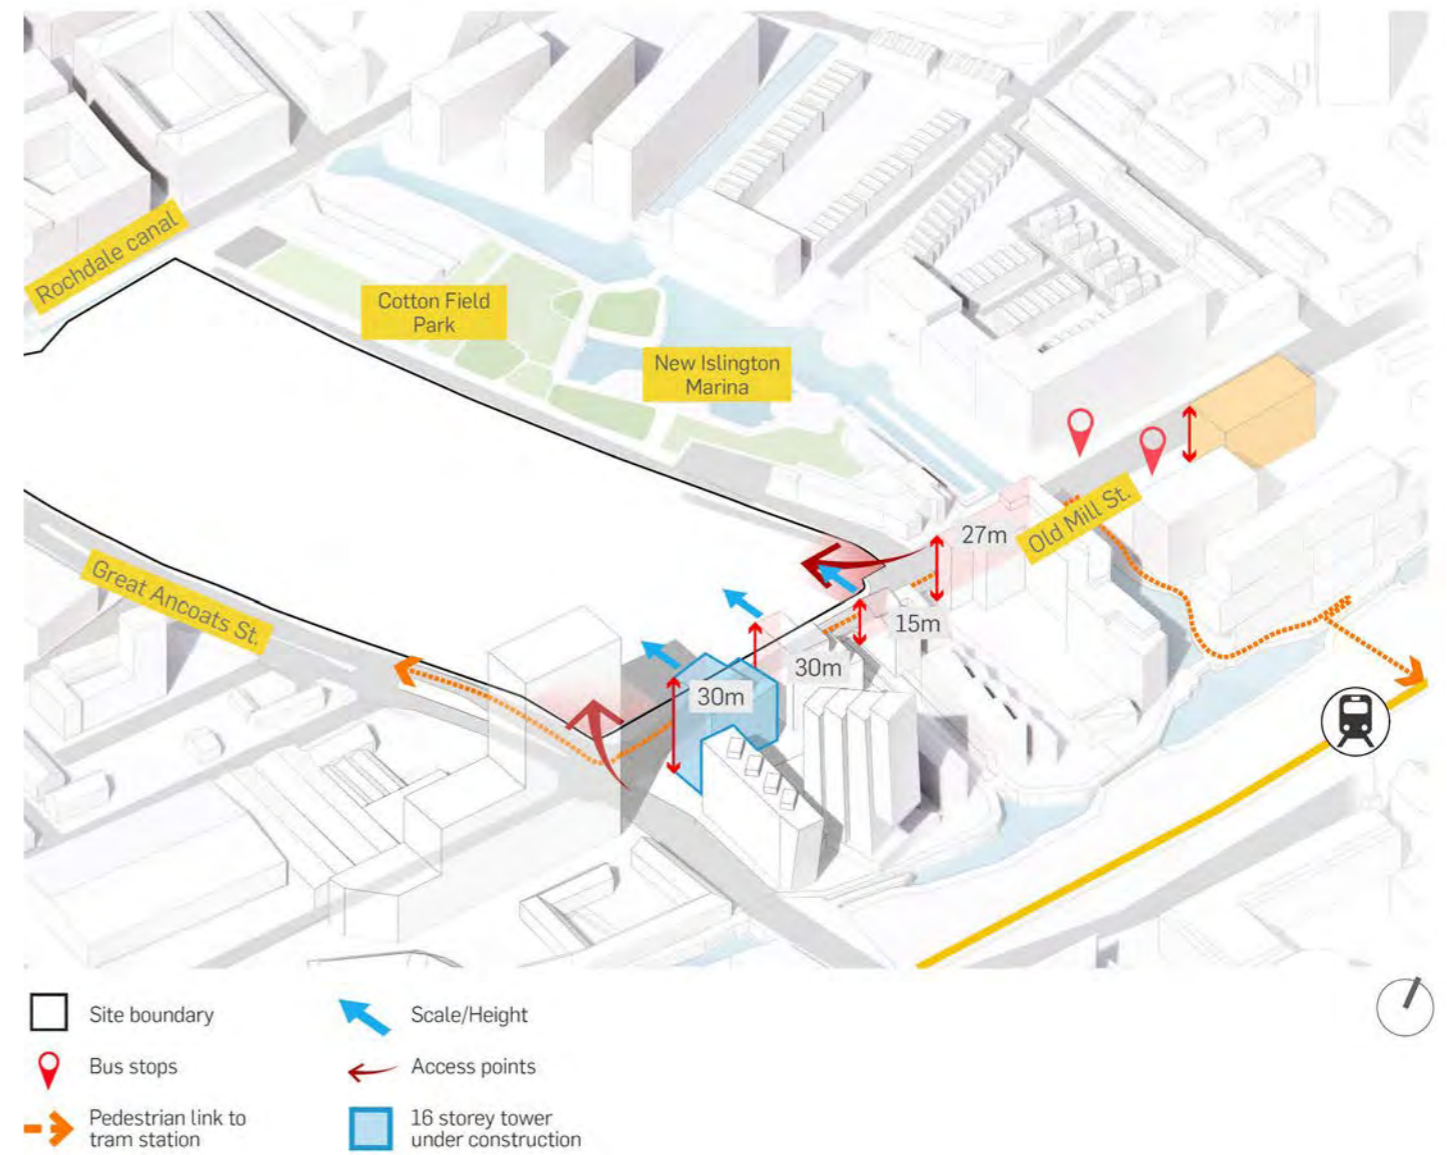 Rochdale canal
Cotton Field
Park
New Islington
Marina
Old Mill St.
27m
15m
30m
30m
Great Ancoats St.
Site boundary
Scale/Height
Bus stops
Access points
Pedestrian link to
tram station
16 storey tower
under construction